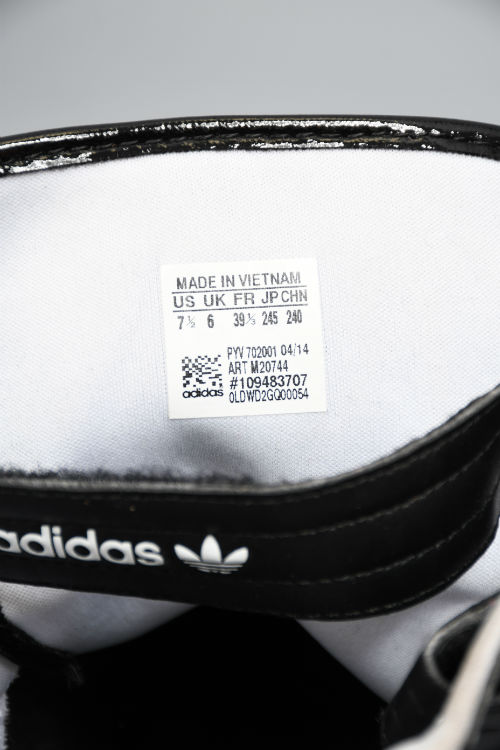 MADE IN VIETNAM
US UK FR JP CHN
7½ 6 39⅓ 245 240
PYV 702001 04/14
ART M20744
#109483707
adidas 0LDWD2GQ00054
adidas